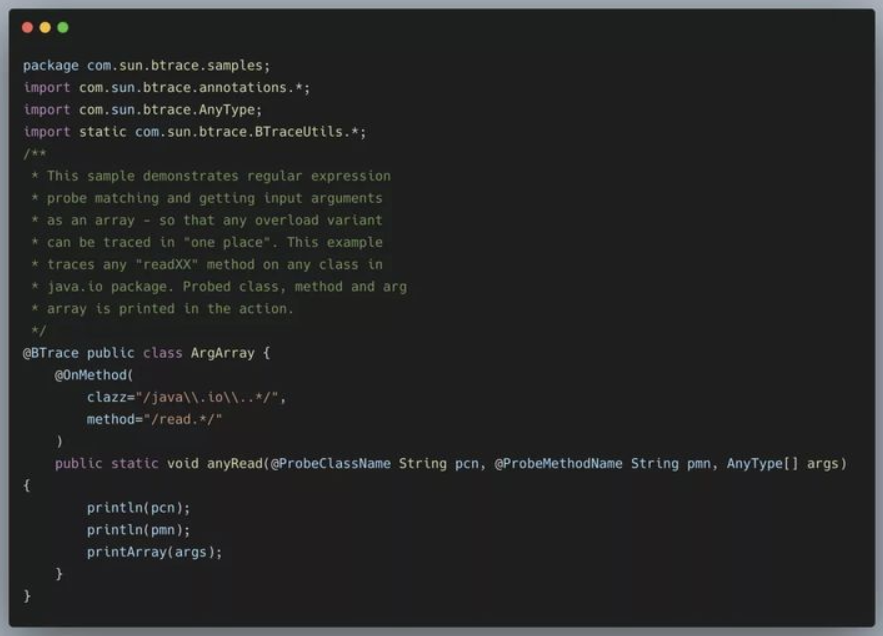 package com.sun.btrace.samples;
import com.sun.btrace.annotations.*;
import com.sun.btrace.AnyType;
import static com.sun.btrace.BTraceUtils.*;
/**
 * This sample demonstrates regular expression
 * probe matching and getting input arguments
 * as an array - so that any overload variant
 * can be traced in "one place". This example
 * traces any "readXX" method on any class in
 * java.io package. Probed class, method and arg
 * array is printed in the action.
 */
@BTrace public class ArgArray {
    @OnMethod(
        clazz="/java\\.io\\..*/",
        method="/read.*/"
    )
    public static void anyRead(@ProbeClassName String pcn, @ProbeMethodName String pmn, AnyType[] args)
{
        println(pcn);
        println(pmn);
        printArray(args);
    }
}